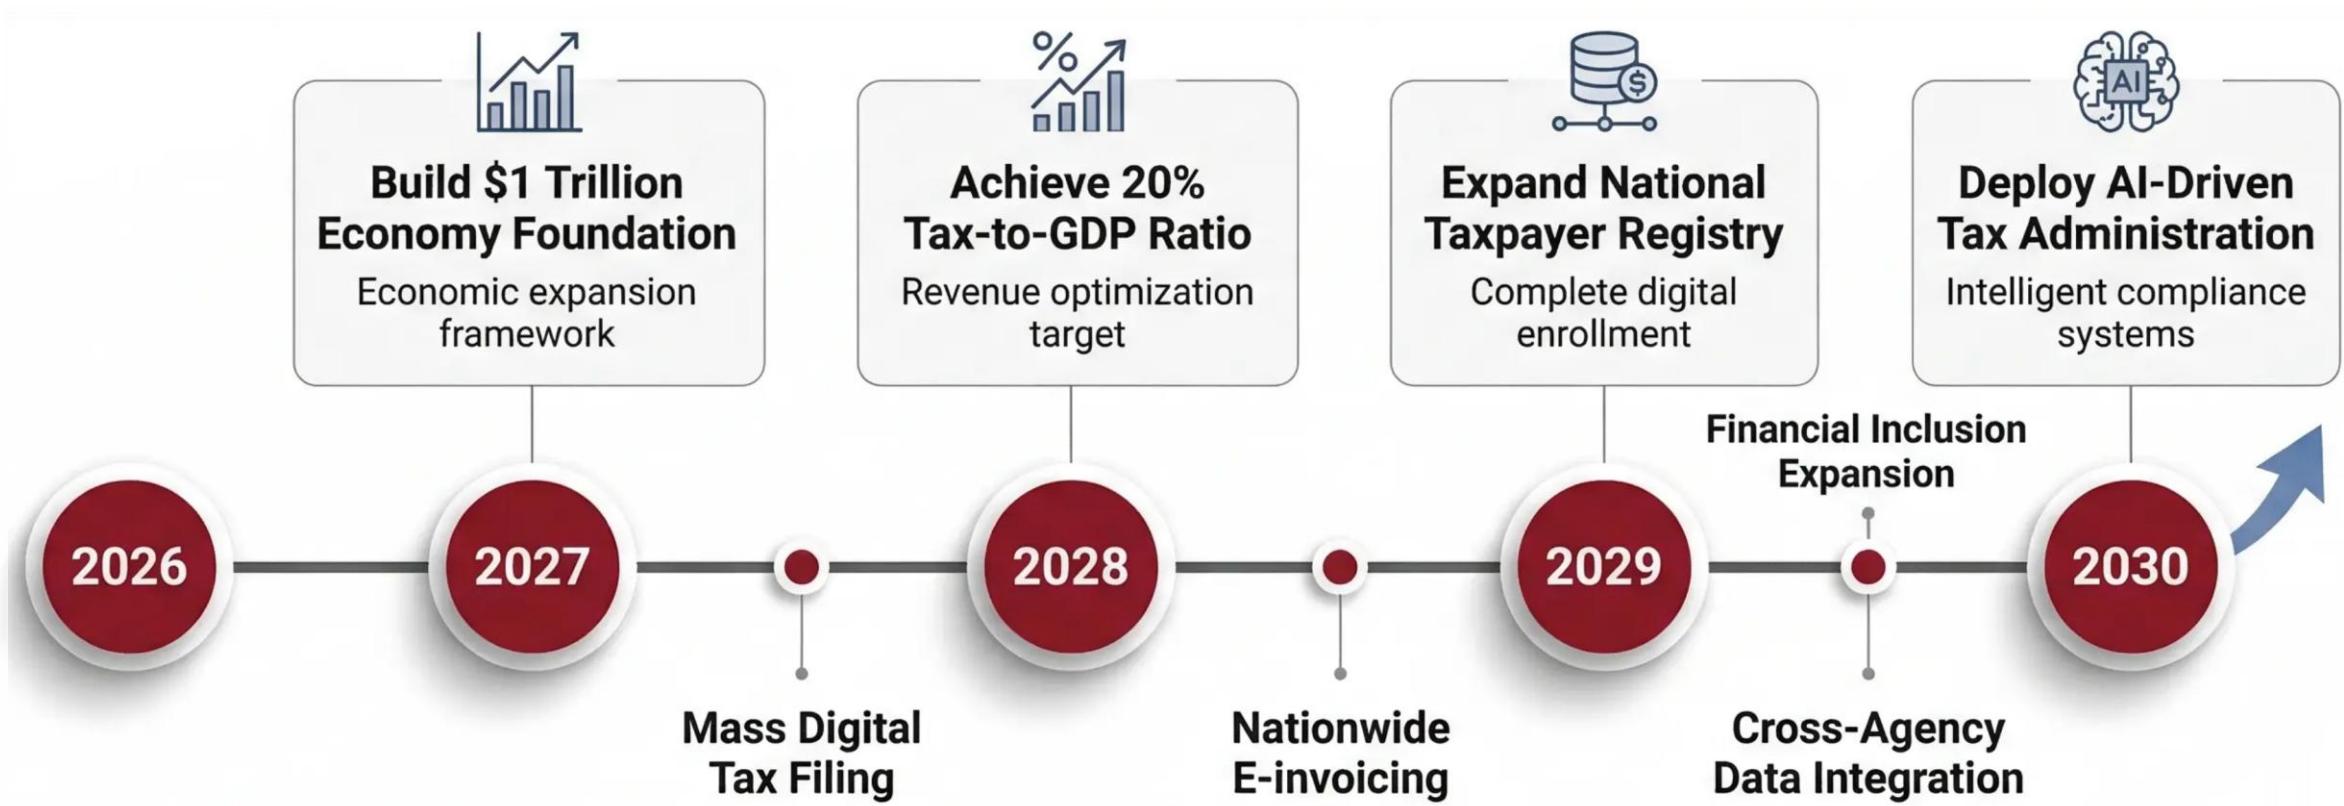 Build $1 Trillion
Economy Foundation
Economic expansion
framework
%
Achieve 20%
Tax-to-GDP Ratio
Revenue optimization
target
$
Expand National
Taxpayer Registry
Complete digital
enrollment
AI
Deploy AI-Driven
Tax Administration
Intelligent compliance
systems
2026
2027
2028
2029
2030
Financial Inclusion
Expansion
Mass Digital
Tax Filing
Nationwide
E-invoicing
Cross-Agency
Data Integration